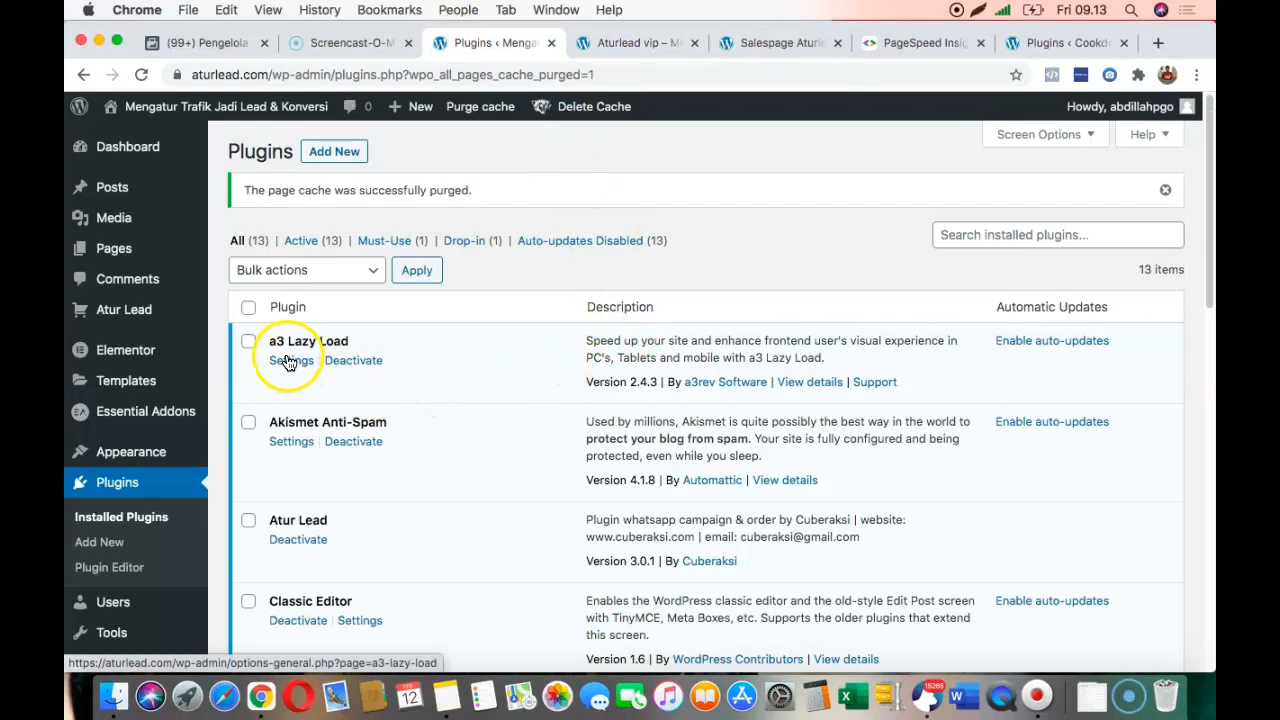 Chrome File Edit View History Bookmarks People Tab Window Help Fri 09.13
(99+) Pengelola Screencast-O-M Plugins ‹ Mengat Aturlead vip – M Salespage Aturle PageSpeed Insig Plugins ‹ Cookde
aturlead.com/wp-admin/plugins.php?wpo_all_pages_cache_purged=1
Mengatur Trafik Jadi Lead & Konversi 0 New Purge cache Delete Cache Howdy, abdillahpgo
Dashboard
Posts
Media
Pages
Comments
Atur Lead
Elementor
Templates
Essential Addons
Appearance
Plugins
Installed Plugins
Add New
Plugin Editor
Users
Tools
Screen Options Help
Plugins Add New
The page cache was successfully purged.
All (13) | Active (13) | Must-Use (1) | Drop-in (1) | Auto-updates Disabled (13)
Search installed plugins...
Bulk actions Apply
13 items
Plugin Description Automatic Updates
a3 Lazy Load
Settings | Deactivate
Speed up your site and enhance frontend user's visual experience in
PC's, Tablets and mobile with a3 Lazy Load.
Version 2.4.3 | By a3rev Software | View details | Support
Enable auto-updates
Akismet Anti-Spam
Settings | Deactivate
Used by millions, Akismet is quite possibly the best way in the world to
protect your blog from spam. Your site is fully configured and being
protected, even while you sleep.
Version 4.1.8 | By Automattic | View details
Enable auto-updates
Atur Lead
Deactivate
Plugin whatsapp campaign & order by Cuberaksi | website:
www.cuberaksi.com | email: cuberaksi@gmail.com
Version 3.0.1 | By Cuberaksi
Classic Editor
Deactivate | Settings
Enables the WordPress classic editor and the old-style Edit Post screen
with TinyMCE, Meta Boxes, etc. Supports the older plugins that extend
this screen.
Version 1.6 | By WordPress Contributors | View details
Enable auto-updates
https://aturlead.com/wp-admin/options-general.php?page=a3-lazy-load
12
15265